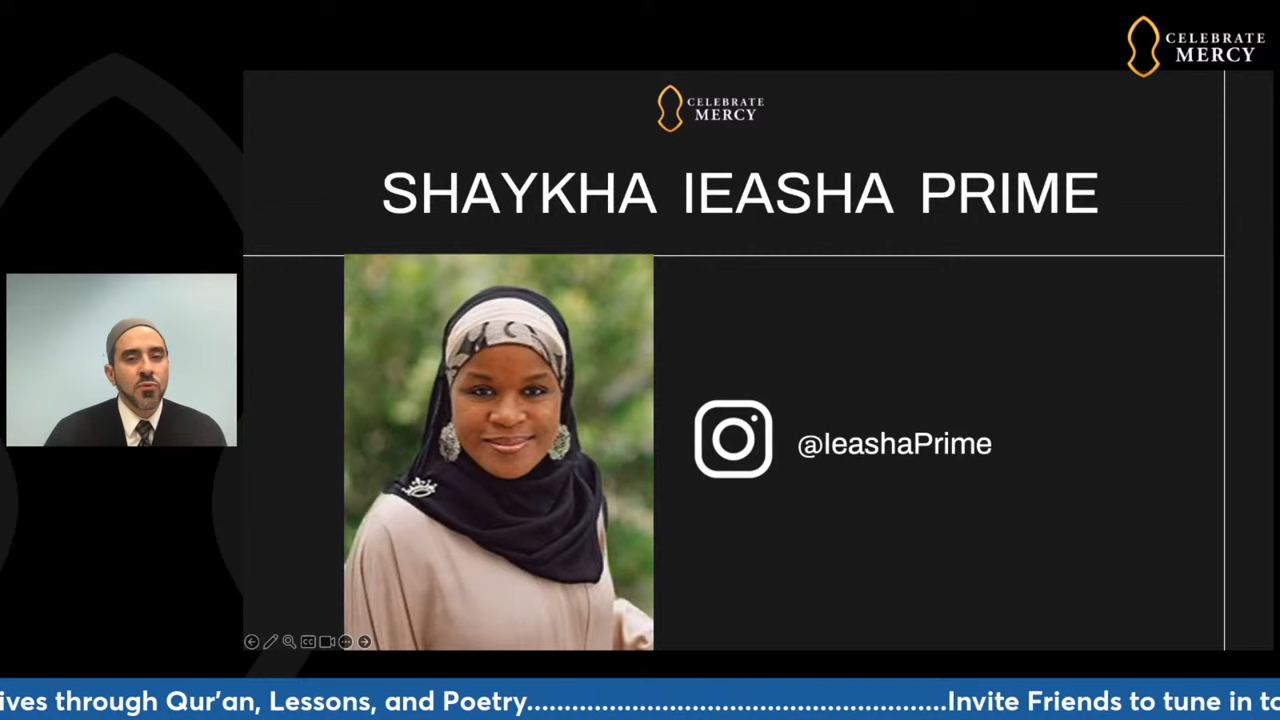 CELEBRATE
MERCY
CELEBRATE
MERCY
SHAYKHA IEASHA PRIME
@IeashaPrime
CC
ives through Qur'an, Lessons, and Poetry.......................................................................Invite Friends to tune in to